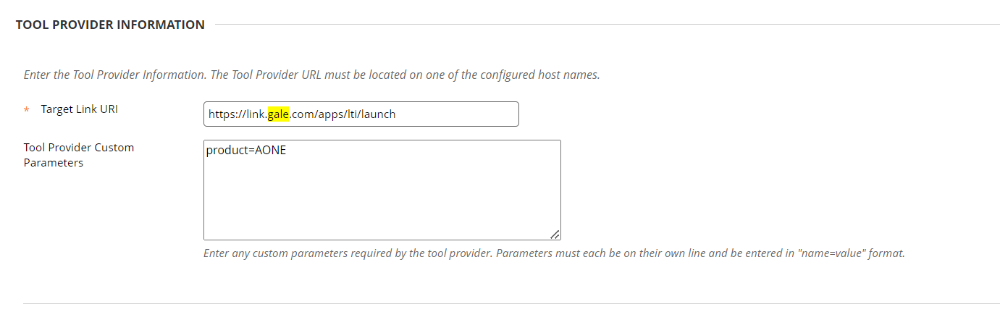 TOOL PROVIDER INFORMATION
Enter the Tool Provider Information. The Tool Provider URL must be located on one of the configured host names.
* Target Link URI
https://link.gale.com/apps/lti/launch
Tool Provider Custom
Parameters
product=AONE
Enter any custom parameters required by the tool provider. Parameters must each be on their own line and be entered in "name=value" format.